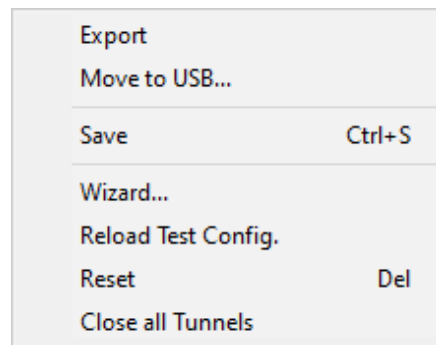 Export
Move to USB...
Save Ctrl+S
Wizard...
Reload Test Config.
Reset Del
Close all Tunnels